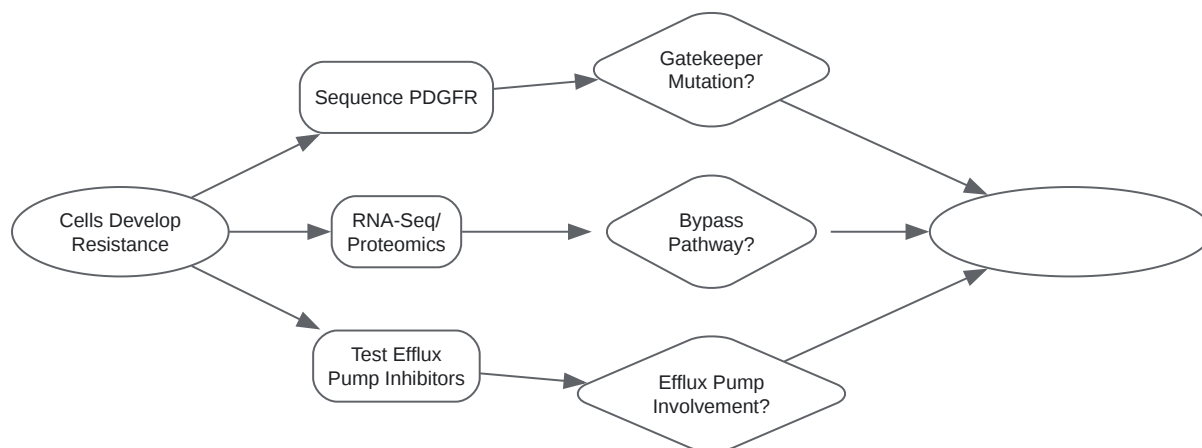 Gatekeeper
Mutation?
Sequence PDGFR
Cells Develop
Resistance
RNA-Seq/
Proteomics
Bypass
Pathway?
Test Efflux
Pump Inhibitors
Efflux Pump
Involvement?